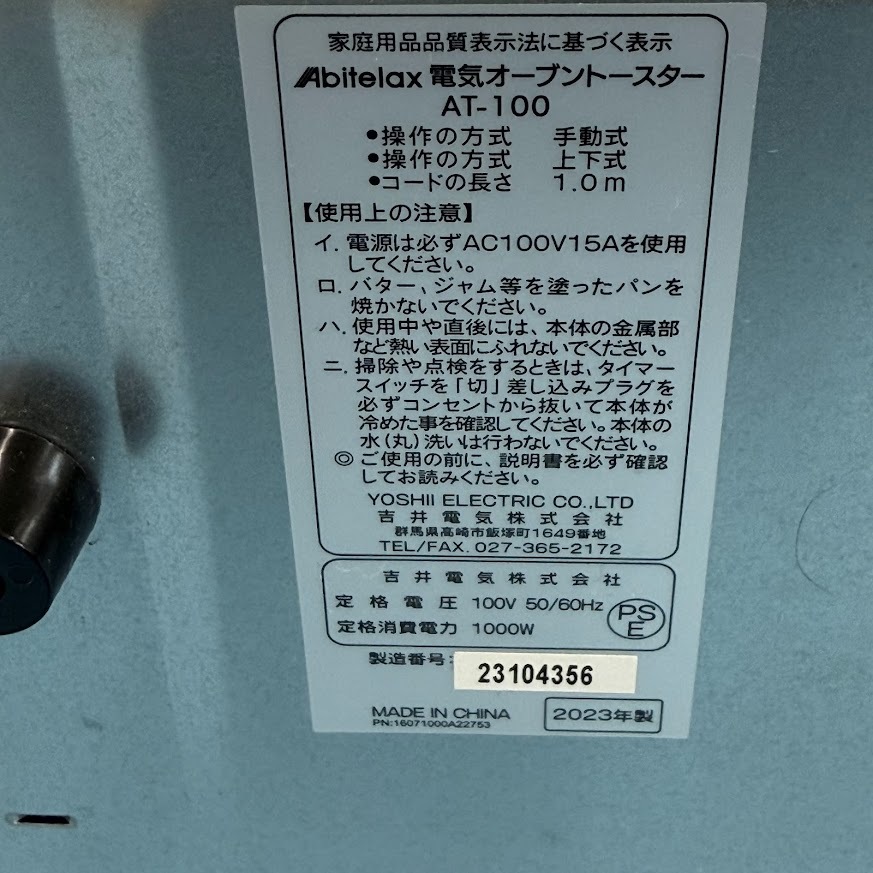 家庭用品品質表示法に基づく表示
Abitelax 電気オーブントースター
AT-100
●操作の方式 手動式
●操作の方式 上下式
●コードの長さ 1.0m
【使用上の注意】
イ. 電源は必ずAC100V15Aを使用
してください。
ロ. バター、ジャム等を塗ったパンを
焼かないでください。
ハ. 使用中や直後には、本体の金属部
など熱い表面にふれないでください。
ニ. 掃除や点検をするときは、タイマー
スイッチを「切」差し込みプラグを
必ずコンセントから抜いて本体が
冷めた事を確認してください。本体の
水(丸)洗いは行わないでください。
◎ ご使用の前に、説明書を必ず確認
してお読みください。
YOSHII ELECTRIC CO.,LTD
吉井電気株式会社
群馬県高崎市飯塚町1649番地
TEL/FAX. 027-365-2172
吉井電気株式会社
定格電圧 100V 50/60Hz
定格消費電力 1000W
PS
E
製造番号: 23104356
MADE IN CHINA
PN:16071000A22753
2023年製